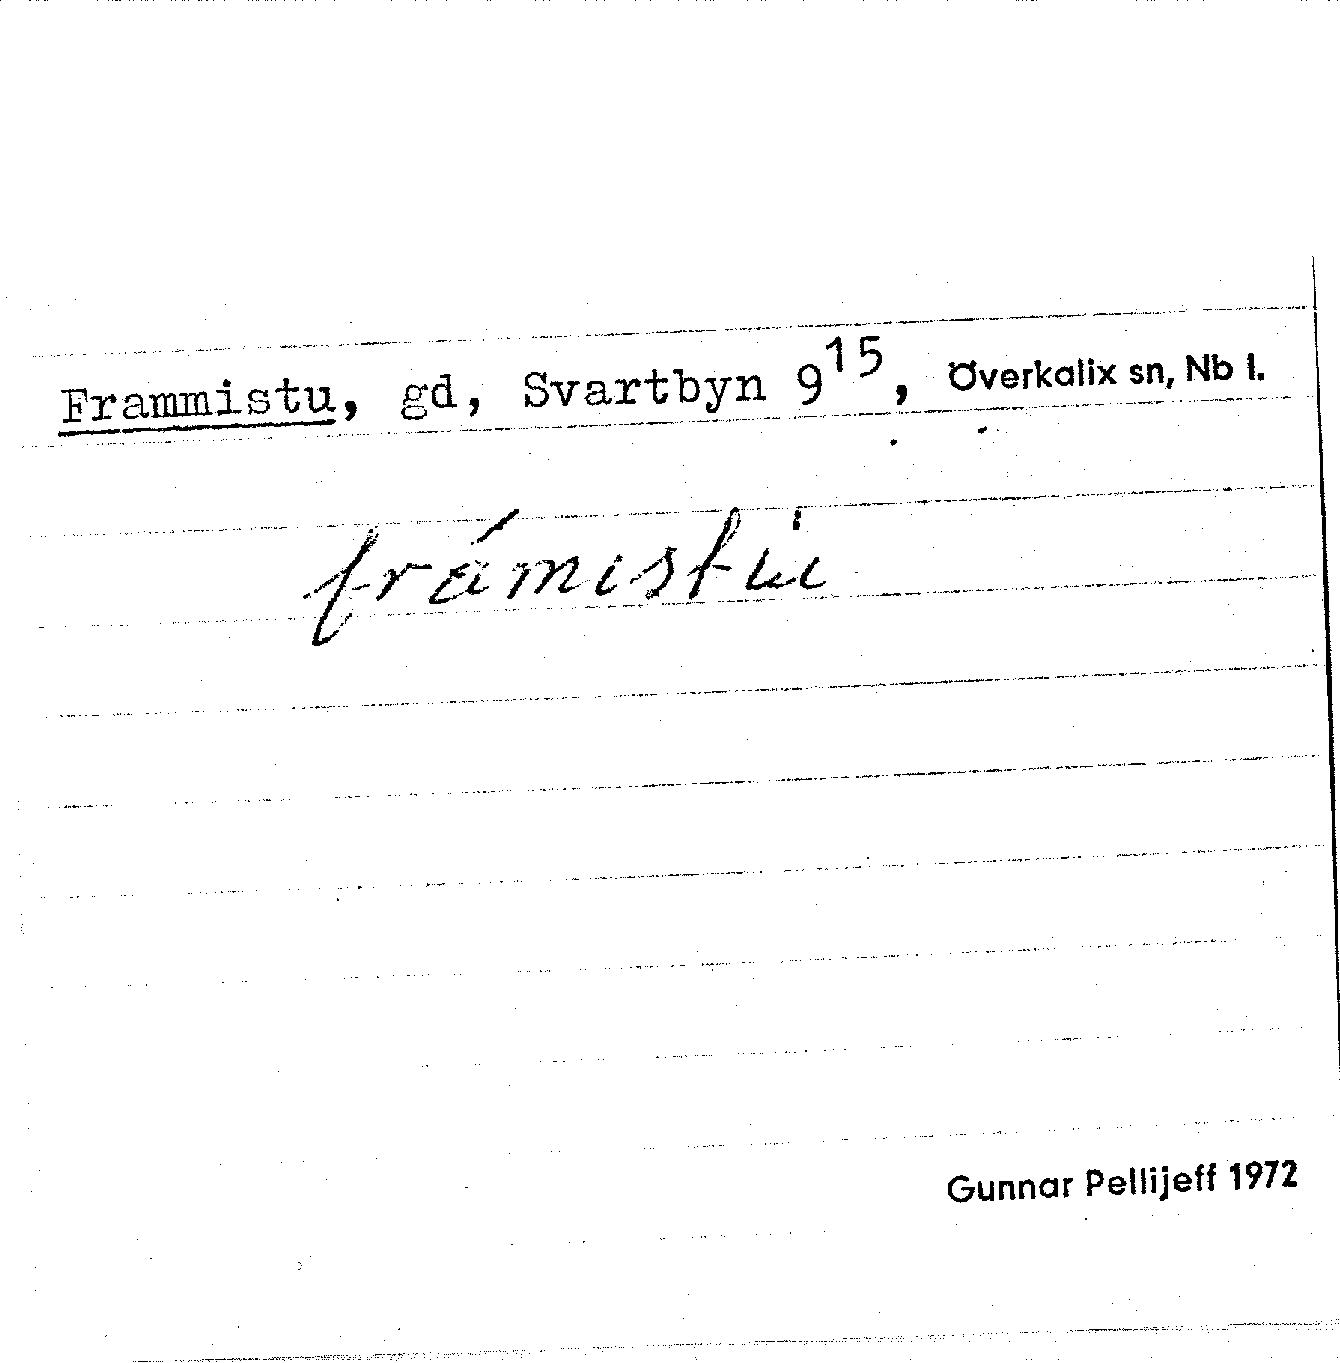 Frammistu, gd, Svartbyn 9¹⁵, Överkalix sn, Nb l.
frámistu̇
Gunnar Pellijeff 1972